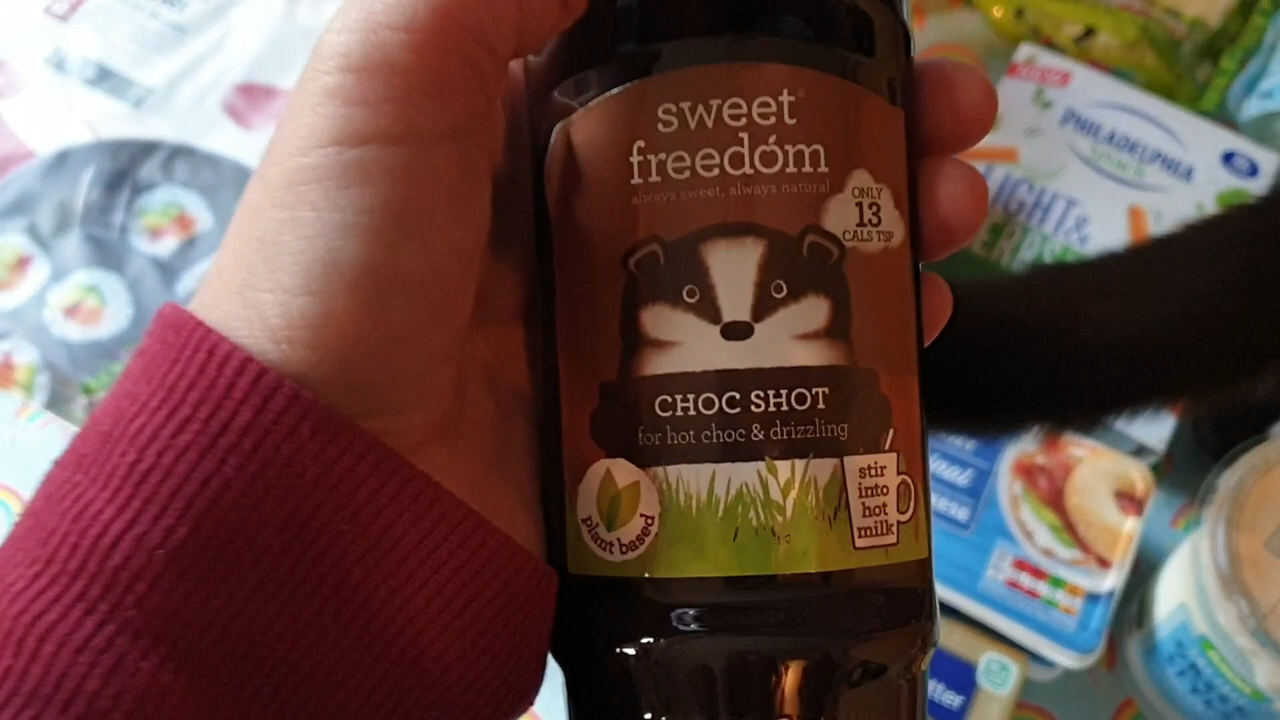 sweet
freedóm
always sweet, always natural
ONLY
13
CALS TSP
CHOC SHOT
for hot choc & drizzling
plant based
stir
into
hot
milk
PHILADELPHIA
LIGHT&